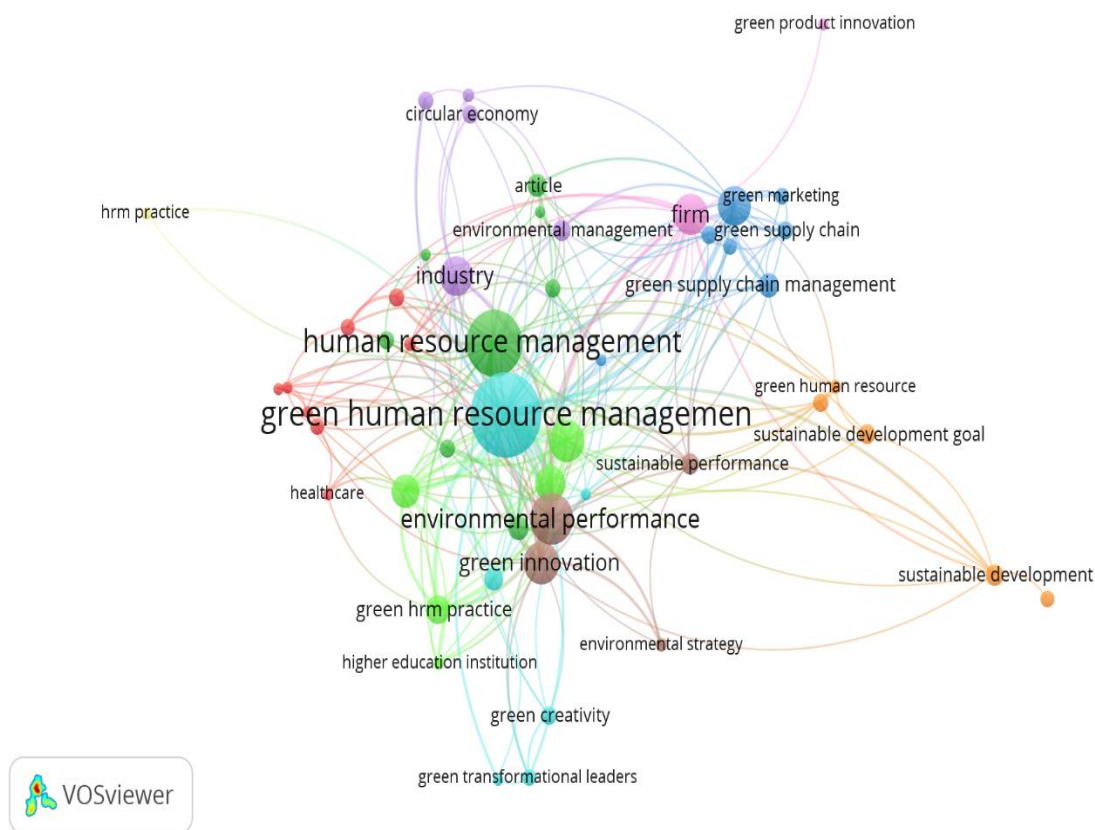 green product innovation
circular economy
article
green marketing
hrm practice
firm
environmental management
green supply chain
industry
green supply chain management
human resource management
green human resource
green human resource managemen
sustainable development goal
sustainable performance
healthcare
environmental performance
green innovation
sustainable development
green hrm practice
environmental strategy
higher education institution
green creativity
green transformational leaders
VOSviewer